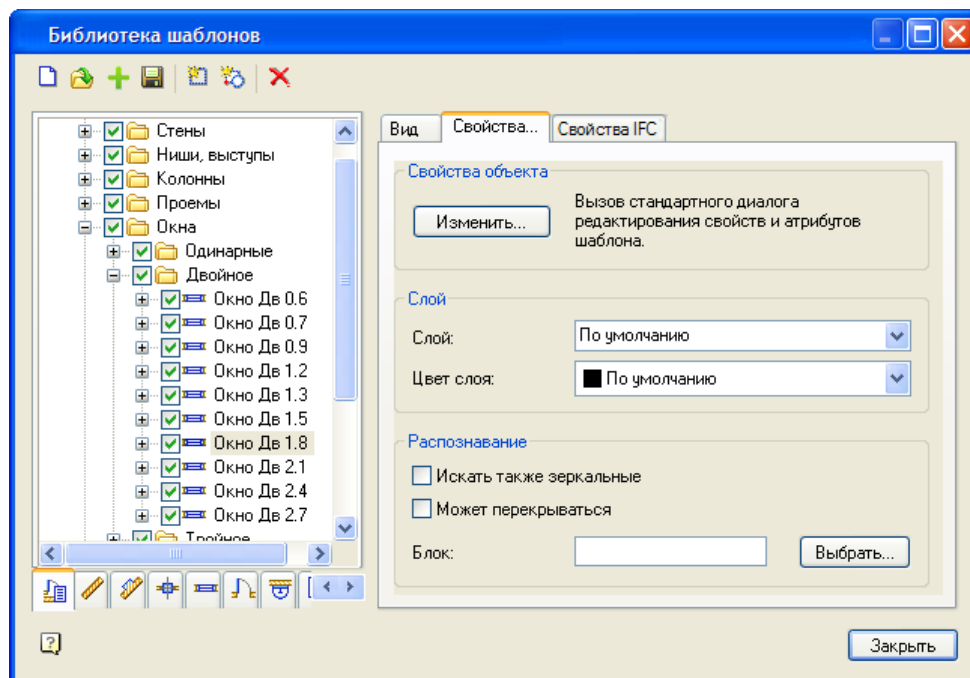 Библиотека шаблонов
Стены
Ниши, выступы
Колонны
Проемы
Окна
Одинарные
Двойное
Окно Дв 0.6
Окно Дв 0.7
Окно Дв 0.9
Окно Дв 1.2
Окно Дв 1.3
Окно Дв 1.5
Окно Дв 1.8
Окно Дв 2.1
Окно Дв 2.4
Окно Дв 2.7
Тройное
Вид
Свойства...
Свойства IFC
Свойства объекта
Изменить...
Вызов стандартного диалога
редактирования свойств и атрибутов
шаблона.
Слой
Слой:
По умолчанию
Цвет слоя:
По умолчанию
Распознавание
Искать также зеркальные
Может перекрываться
Блок:
Выбрать...
Закрыть